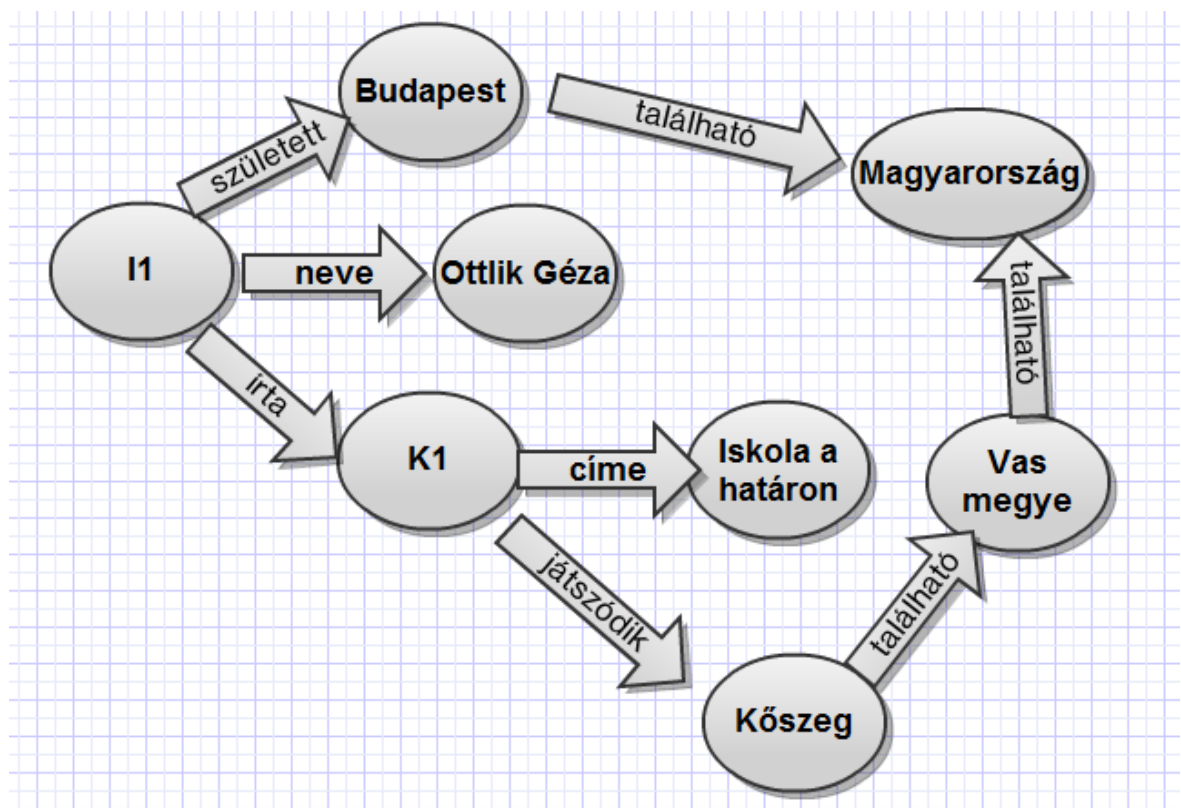 Budapest
található
Magyarország
született
I1
neve
Ottlik Géza
található
írta
K1
címe
Iskola a
határon
Vas
megye
játszódik
található
Kőszeg